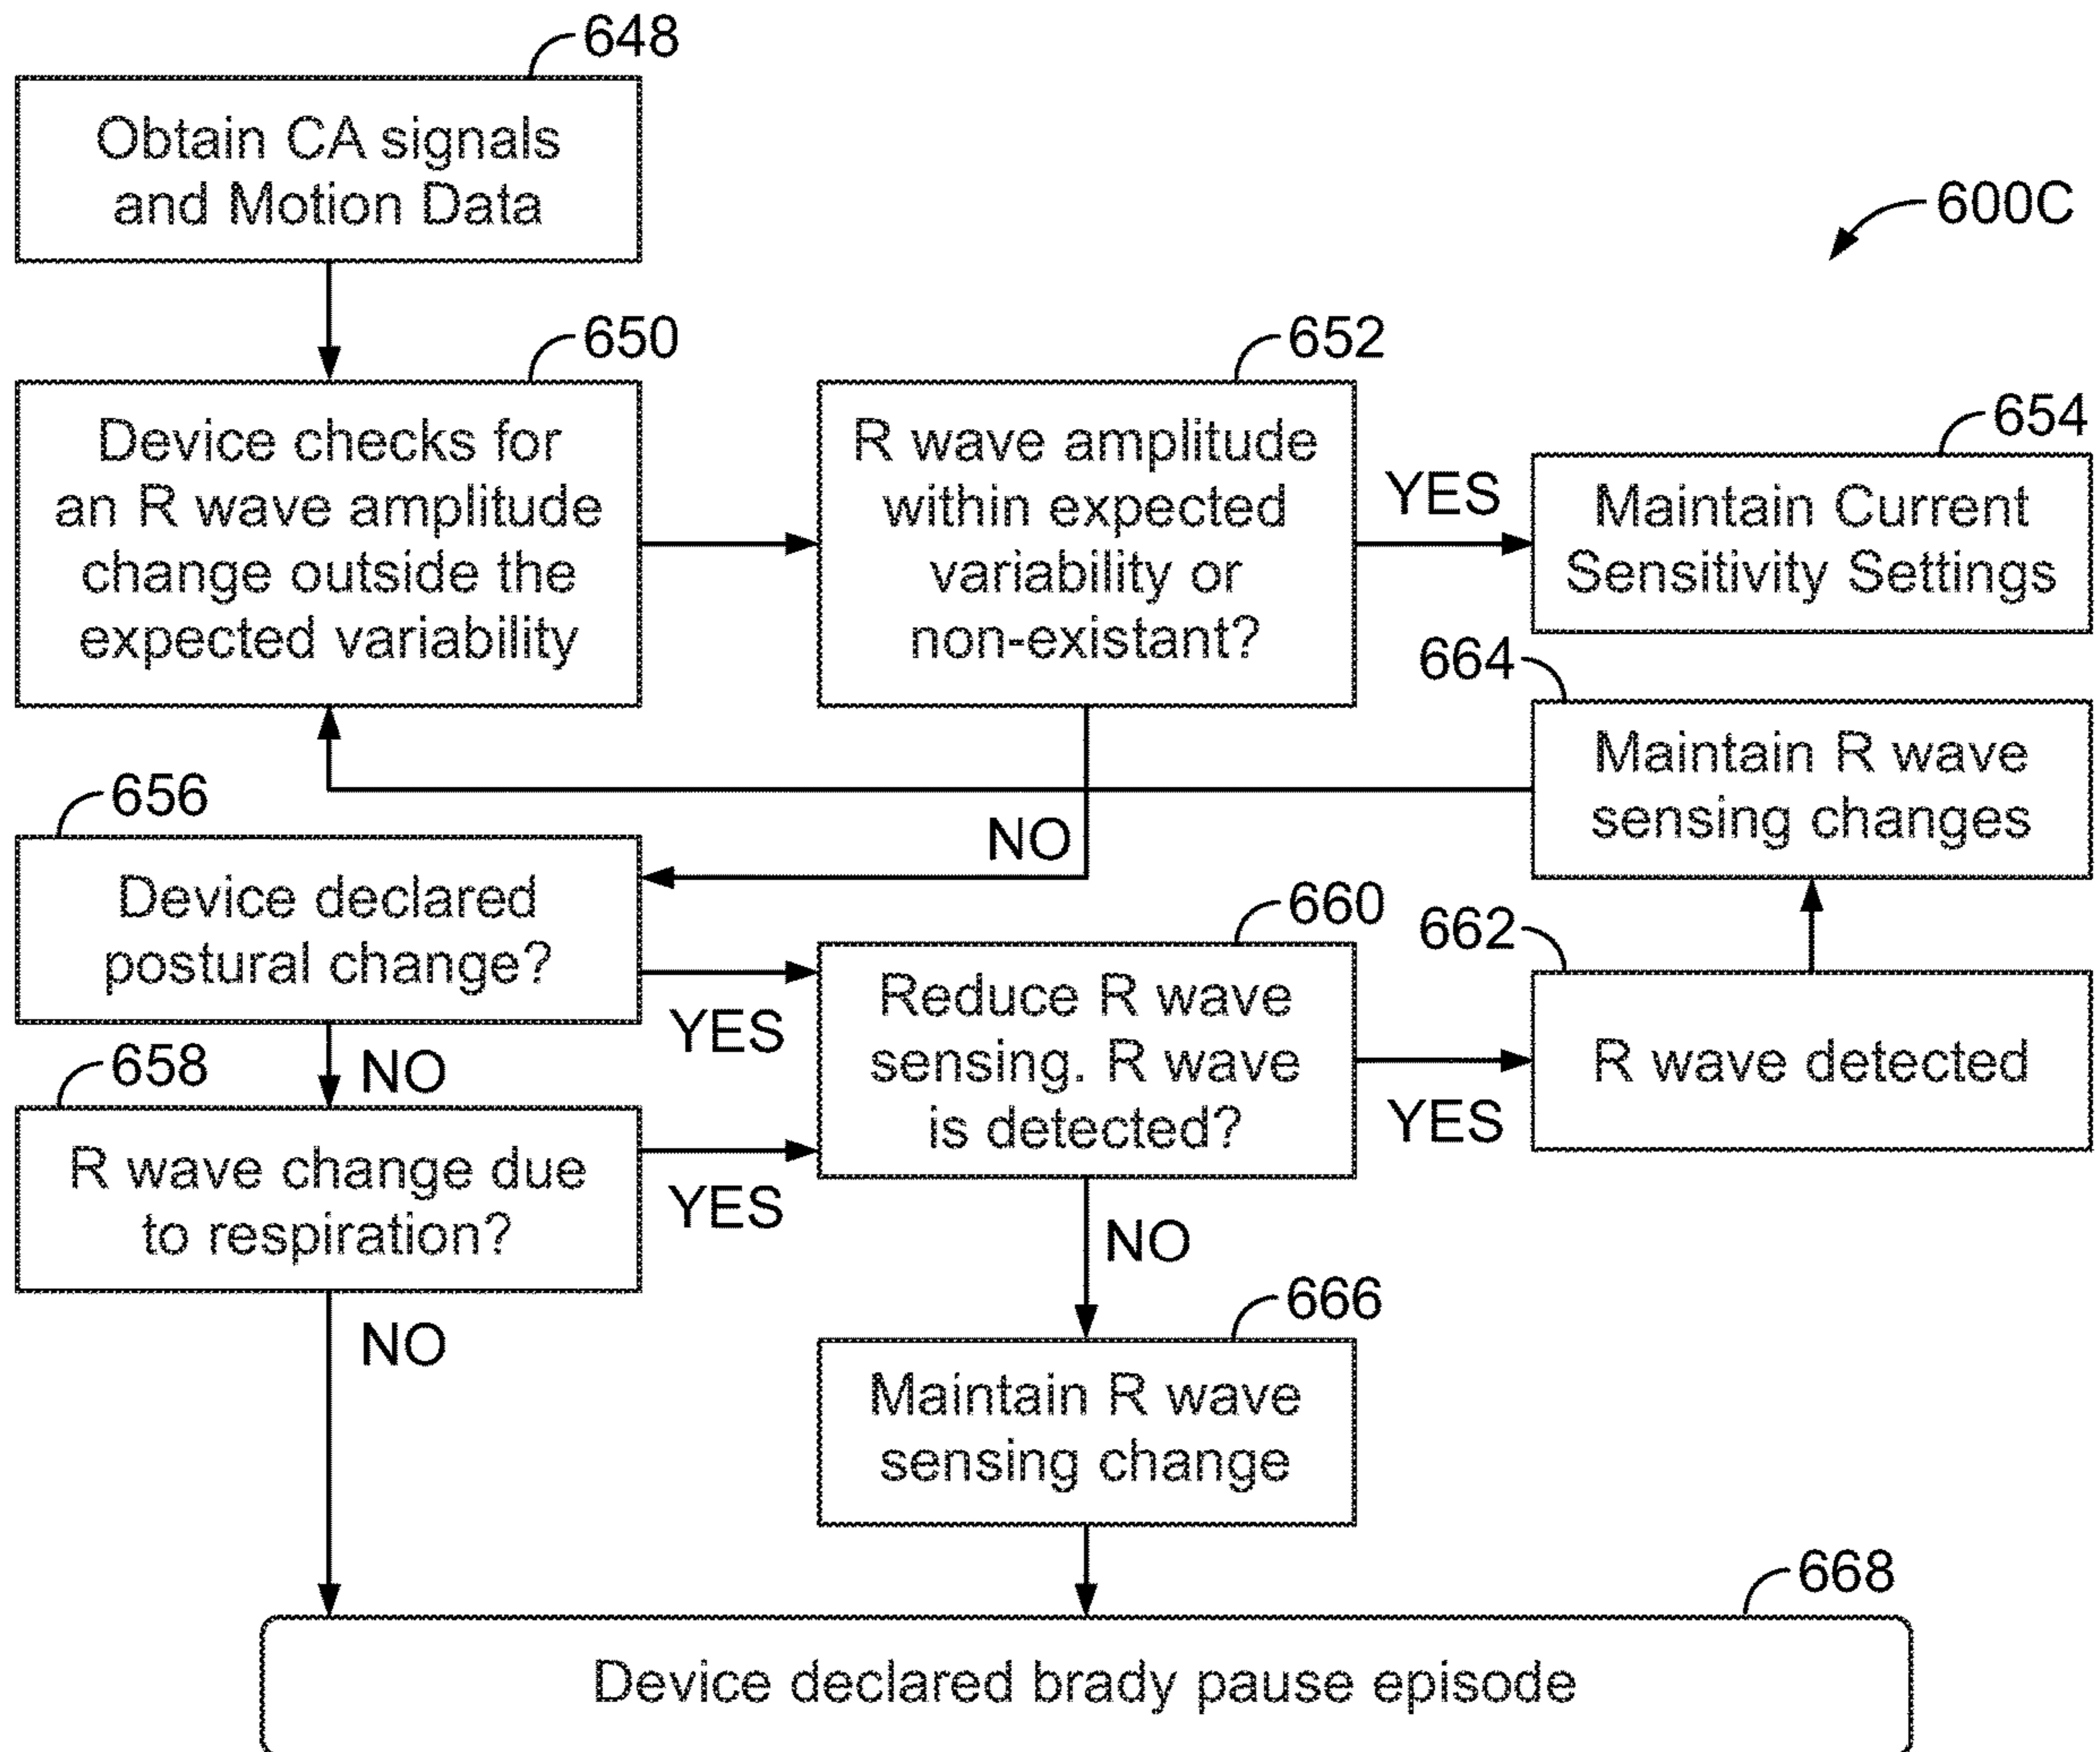 648
Obtain CA signals
and Motion Data
600C
650
Device checks for
an R wave amplitude
change outside the
expected variability
652
R wave amplitude
within expected
variability or
non-existant?
YES
654
Maintain Current
Sensitivity Settings
664
Maintain R wave
sensing changes
NO
656
Device declared
postural change?
YES
NO
658
R wave change due
to respiration?
YES
NO
660
Reduce R wave
sensing. R wave
is detected?
YES
NO
662
R wave detected
666
Maintain R wave
sensing change
668
Device declared brady pause episode